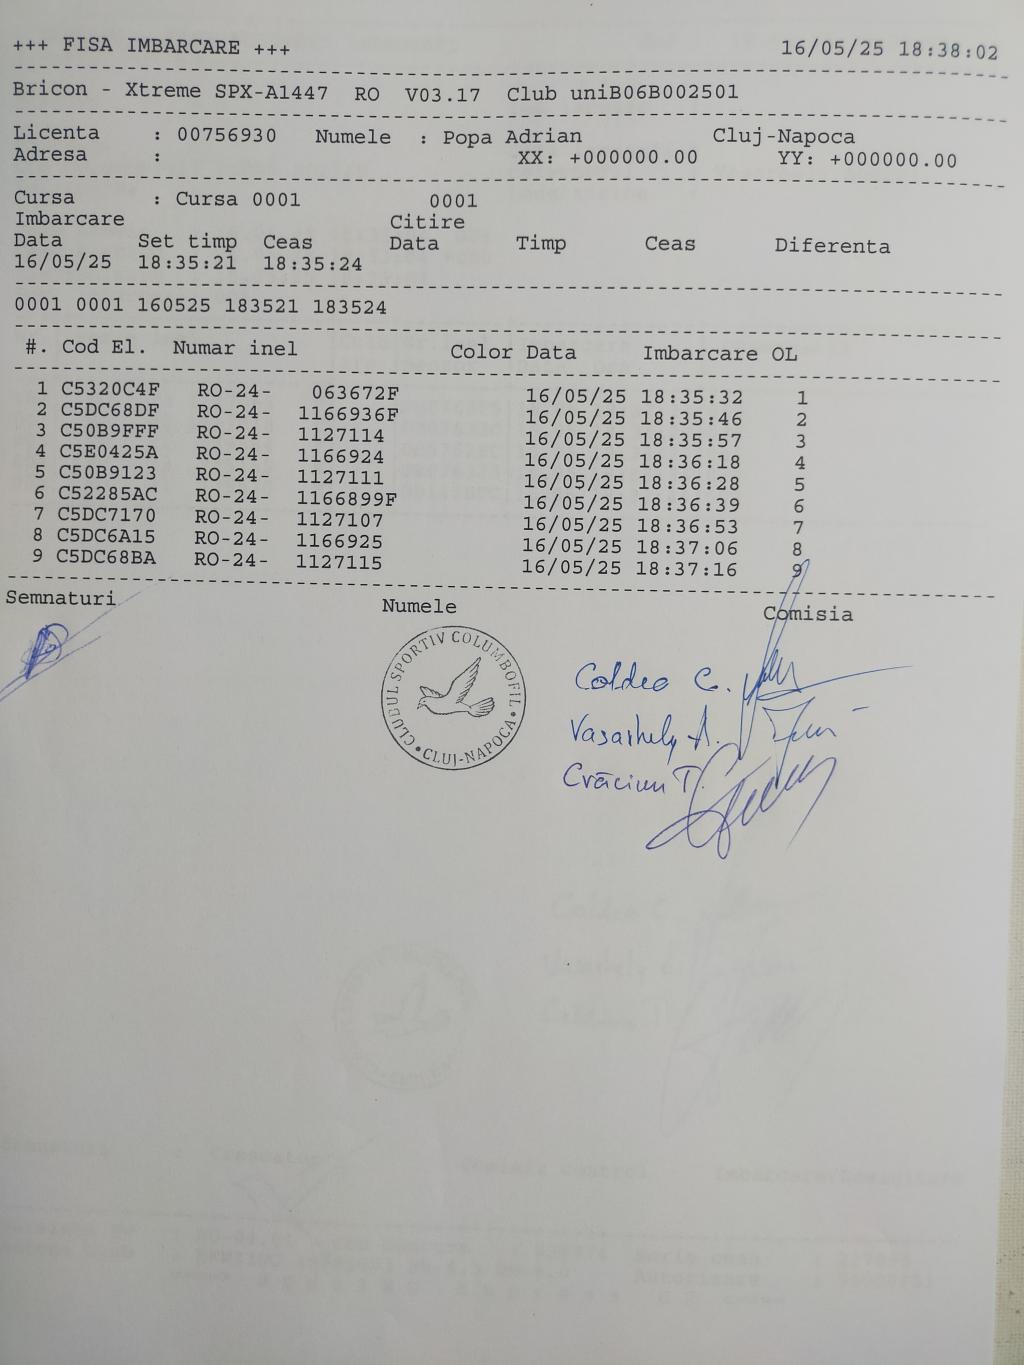 +++ FISA IMBARCARE +++ 16/05/25 18:38:02
Bricon - Xtreme SPX-A1447 RO V03.17 Club uniB06B002501
Licenta : 00756930 Numele : Popa Adrian Cluj-Napoca
Adresa : XX: +000000.00 YY: +000000.00
Cursa : Cursa 0001 0001
Imbarcare Citire
Data Set timp Ceas Data Timp Ceas Diferenta
16/05/25 18:35:21 18:35:24
0001 0001 160525 183521 183524
#. Cod El. Numar inel Color Data Imbarcare OL
1 C5320C4F RO-24- 063672F 16/05/25 18:35:32 1
2 C5DC68DF RO-24- 1166936F 16/05/25 18:35:46 2
3 C50B9FFF RO-24- 1127114 16/05/25 18:35:57 3
4 C5E0425A RO-24- 1166924 16/05/25 18:36:18 4
5 C50B9123 RO-24- 1127111 16/05/25 18:36:28 5
6 C52285AC RO-24- 1166899F 16/05/25 18:36:39 6
7 C5DC7170 RO-24- 1127107 16/05/25 18:36:53 7
8 C5DC6A15 RO-24- 1166925 16/05/25 18:37:06 8
9 C5DC68BA RO-24- 1127115 16/05/25 18:37:16 9
Semnaturi Numele Comisia
CLUBUL SPORTIV COLUMBOFIL
• CLUJ-NAPOCA •
Coldea C.
Vasarhely A.
Crăciun T.